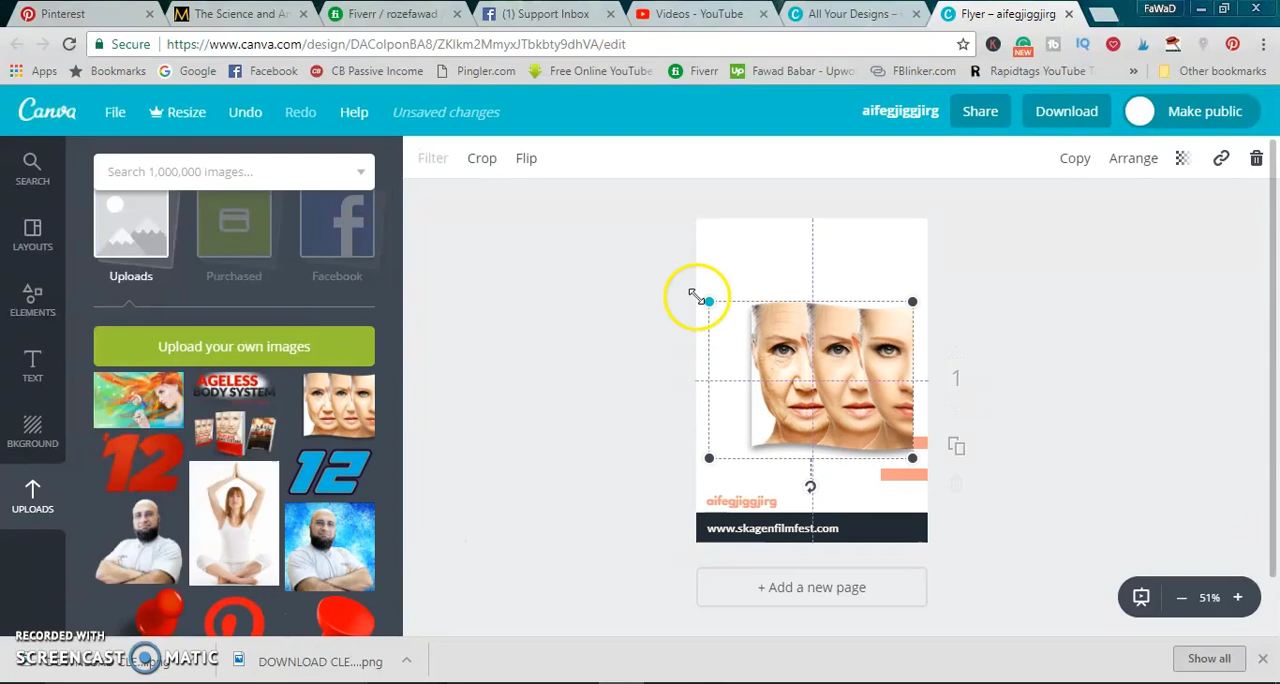 Pinterest
The Science and An
Fiverr / rozefawad /
(1) Support Inbox
Videos - YouTube
All Your Designs –
Flyer – aifegjiggjirg
FaWaD
Secure
https://www.canva.com/design/DAColponBA8/ZKlkm2MmyxJTbkbty9dhVA/edit
NEW
Apps
Bookmarks
Google
Facebook
CB Passive Income
Pingler.com
Free Online YouTube
Fiverr
Fawad Babar - Upwo
FBlinker.com
Rapidtags YouTube T
»
Other bookmarks
Canva
File
Resize
Undo
Redo
Help
Unsaved changes
aifegjiggjirg
Share
Download
Make public
SEARCH
LAYOUTS
ELEMENTS
TEXT
BKGROUND
UPLOADS
Search 1,000,000 images...
Uploads
Purchased
Facebook
Upload your own images
AGELESS
BODY SYSTEM
12
12
Filter
Crop
Flip
Copy
Arrange
aifegjiggjirg
www.skagenfilmfest.com
1
+ Add a new page
51%
RECORDED WITH
SCREENCAST MATIC
DOWNLOAD CLE....png
Show all